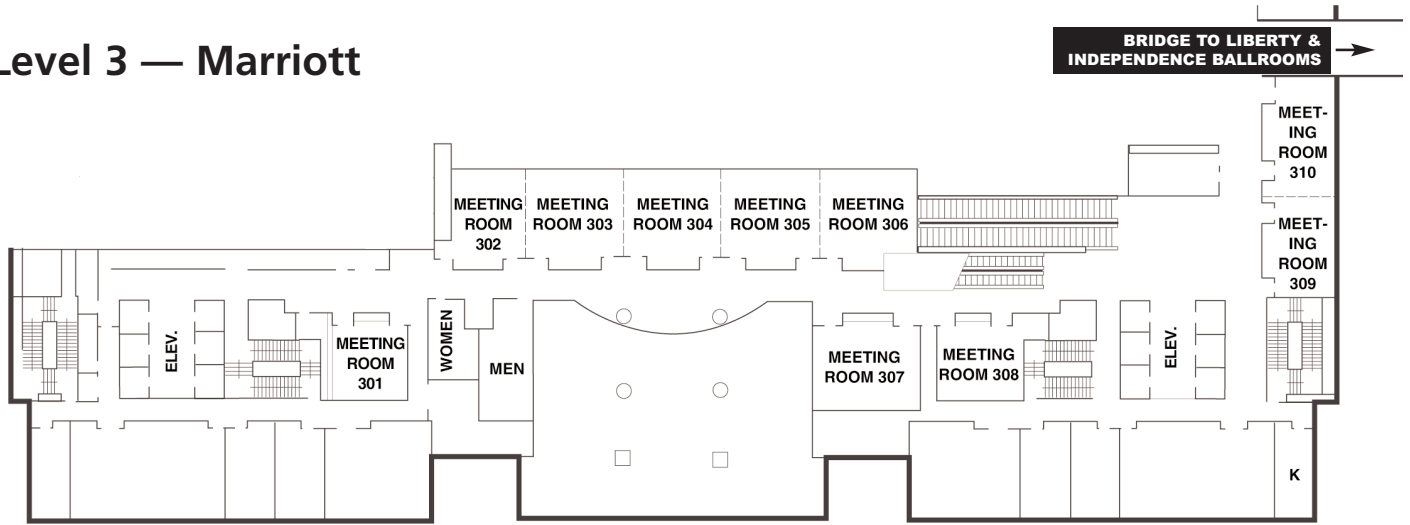 Level 3 — Marriott
BRIDGE TO LIBERTY &
INDEPENDENCE BALLROOMS
MEET-
ING
ROOM
310
MEETING
ROOM
302
MEETING
ROOM 303
MEETING
ROOM 304
MEETING
ROOM 305
MEETING
ROOM 306
MEET-
ING
ROOM
309
ELEV.
MEETING
ROOM
301
WOMEN
MEN
MEETING
ROOM 307
MEETING
ROOM 308
ELEV.
K